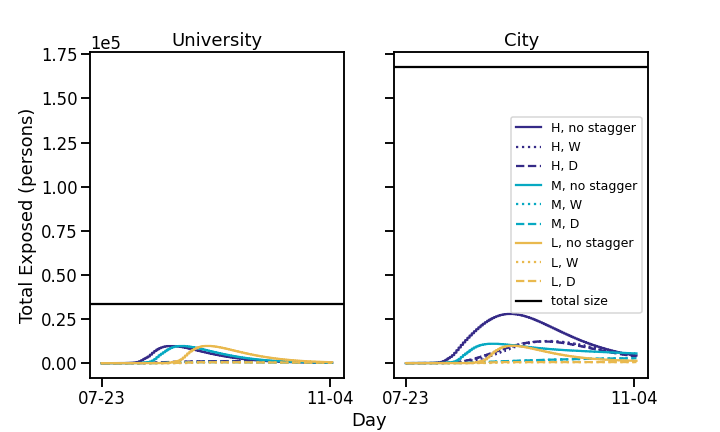 University
City
1e5
1.75
1.50
1.25
1.00
0.75
0.50
0.25
0.00
Total Exposed (persons)
H, no stagger
H, W
H, D
M, no stagger
M, W
M, D
L, no stagger
L, W
L, D
total size
07-23
11-04
07-23
11-04
Day